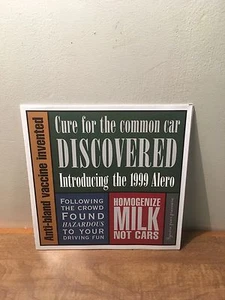 Anti-bland vaccine invented
Cure for the common car
DISCOVERED
Introducing the 1999 Alero
FOLLOWING
THE CROWD
FOUND
HAZARDOUS
TO YOUR
DRIVING FUN
HOMOGENIZE
MILK
NOT CARS